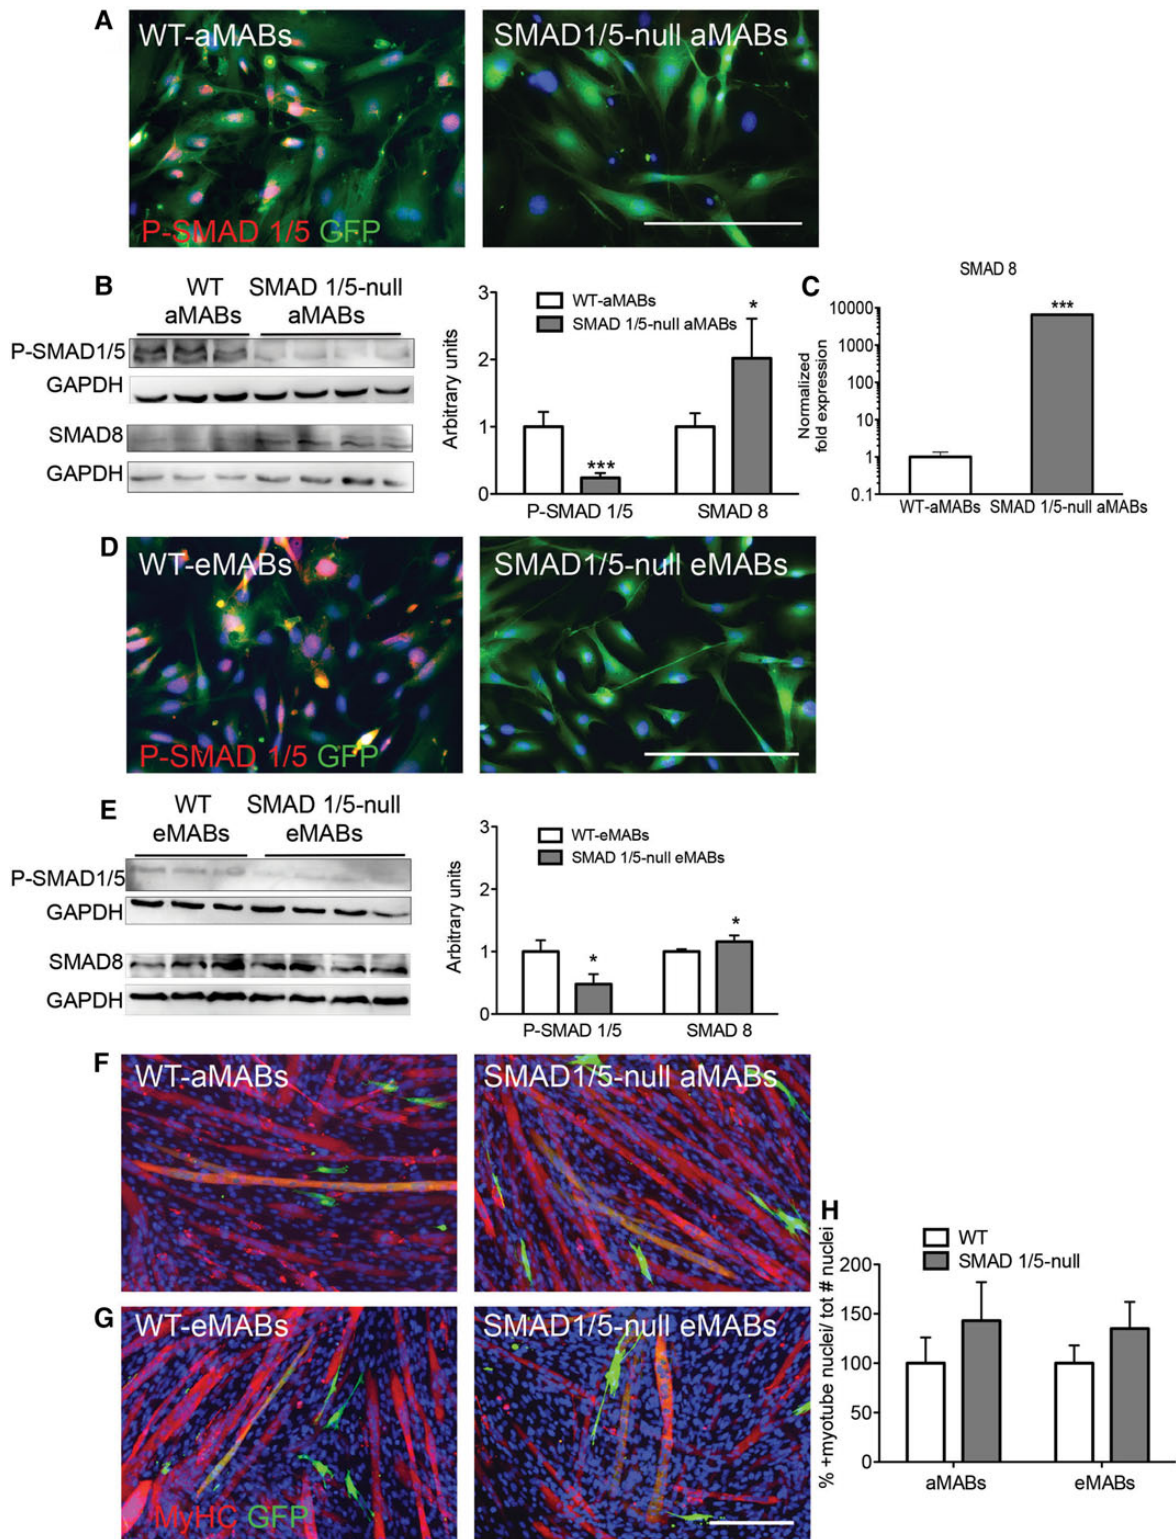 A
WT-aMABs
SMAD1/5-null aMABs
P-SMAD 1/5 GFP
B
WT
aMABs
SMAD 1/5-null
aMABs
P-SMAD1/5
GAPDH
SMAD8
GAPDH
Arbitrary units
3
2
1
0
WT-aMABs
SMAD 1/5-null aMABs
***
*
P-SMAD 1/5
SMAD 8
C
SMAD 8
Normalized
fold expression
10000
1000
100
10
1
0.1
***
WT-aMABs
SMAD 1/5-null aMABs
D
WT-eMABs
SMAD1/5-null eMABs
P-SMAD 1/5 GFP
E
WT
eMABs
SMAD 1/5-null
eMABs
P-SMAD1/5
GAPDH
SMAD8
GAPDH
Arbitrary units
3
2
1
0
WT-eMABs
SMAD 1/5-null eMABs
*
*
P-SMAD 1/5
SMAD 8
F
WT-aMABs
SMAD1/5-null aMABs
G
WT-eMABs
SMAD1/5-null eMABs
MyHC GFP
H
% +myotube nuclei/ tot # nuclei
200
150
100
50
0
WT
SMAD 1/5-null
aMABs
eMABs